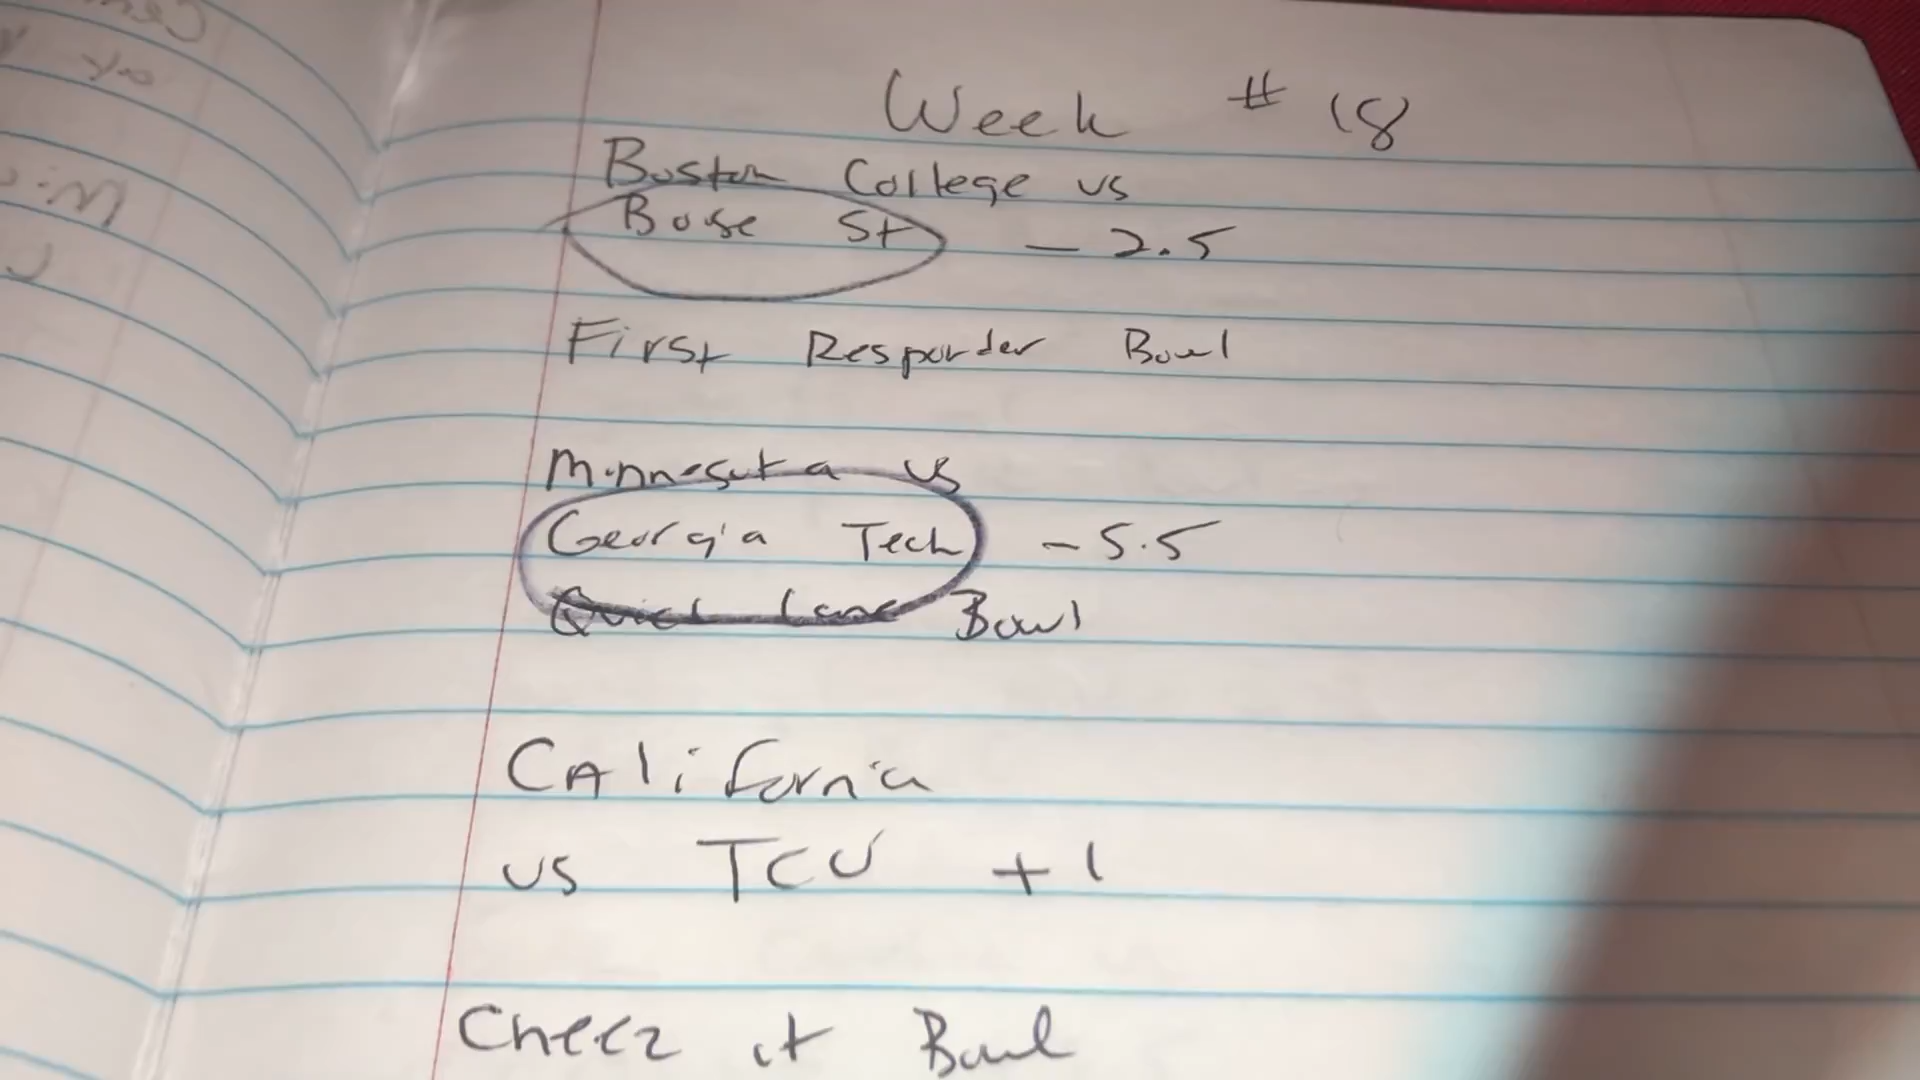 Week # 18
Boston College vs
Boise St - 2.5
First Responder Bowl
Minnesota vs
Georgia Tech - 5.5
Quick Lane Bowl
CAlifornia
vs TCU +1
Cheez it Bowl